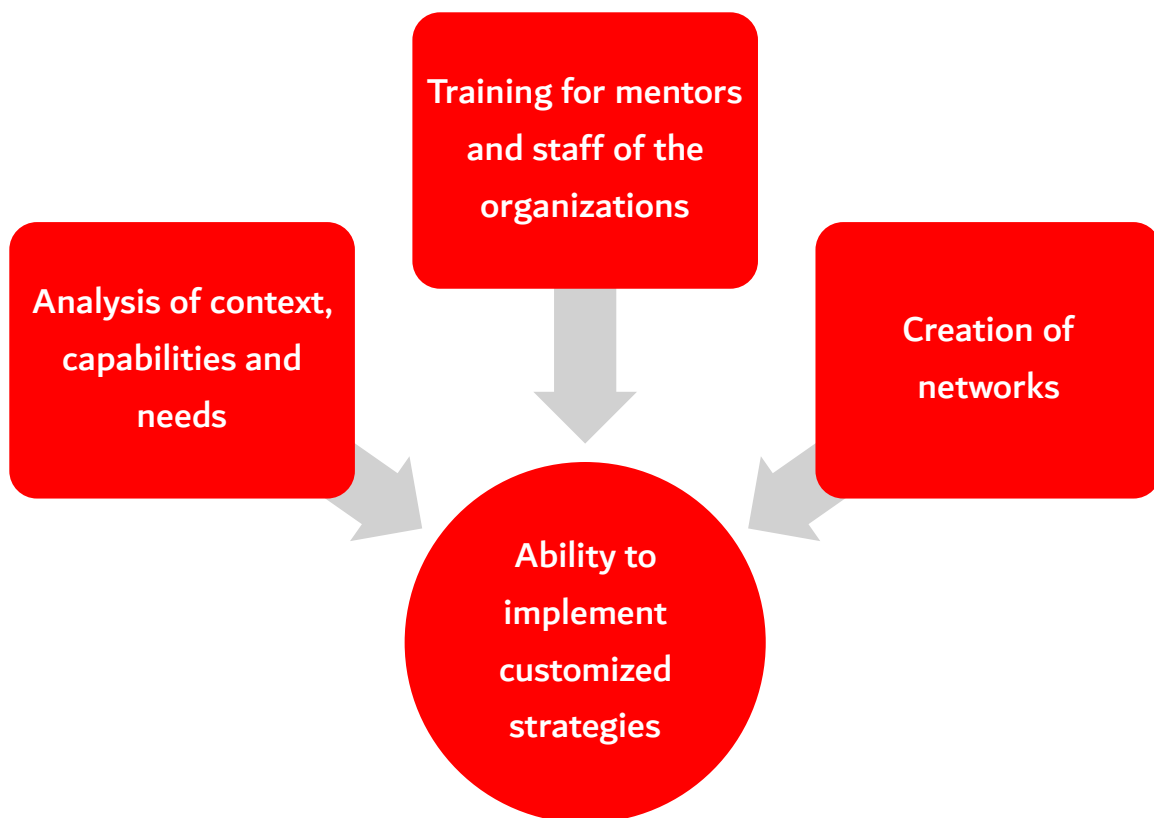 Training for mentors
and staff of the
organizations
Analysis of context,
capabilities and
needs
Creation of
networks
Ability to
implement
customized
strategies